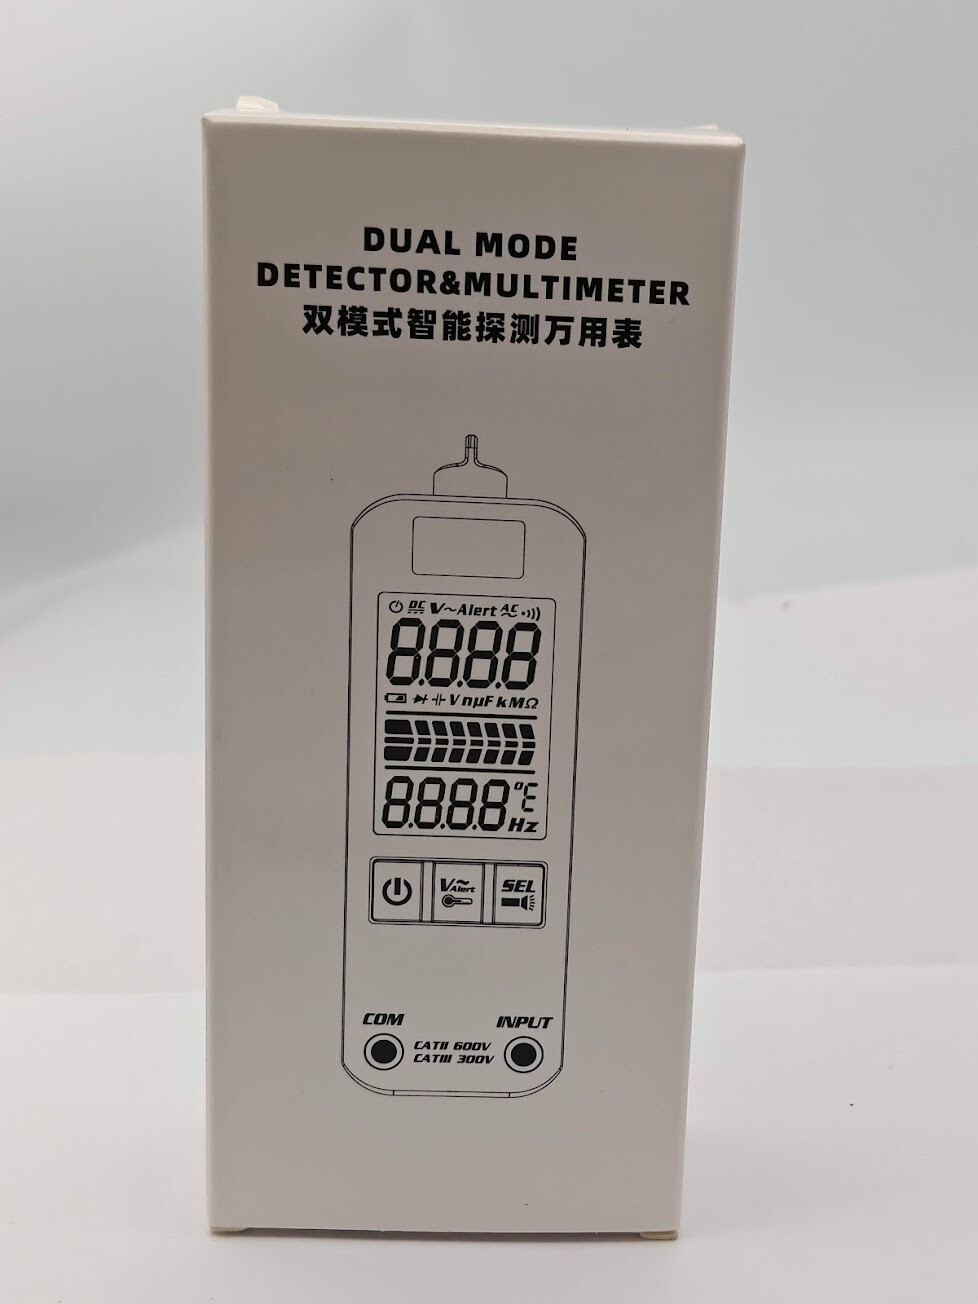 DUAL MODE
DETECTOR&MULTIMETER
双模式智能探测万用表
DC V~Alert AC
8.8.8.8
VnµFkMΩ
8.8.8.8 °C
Hz
V~Alert SEL
COM INPUT
CATII 600V
CATIII 300V